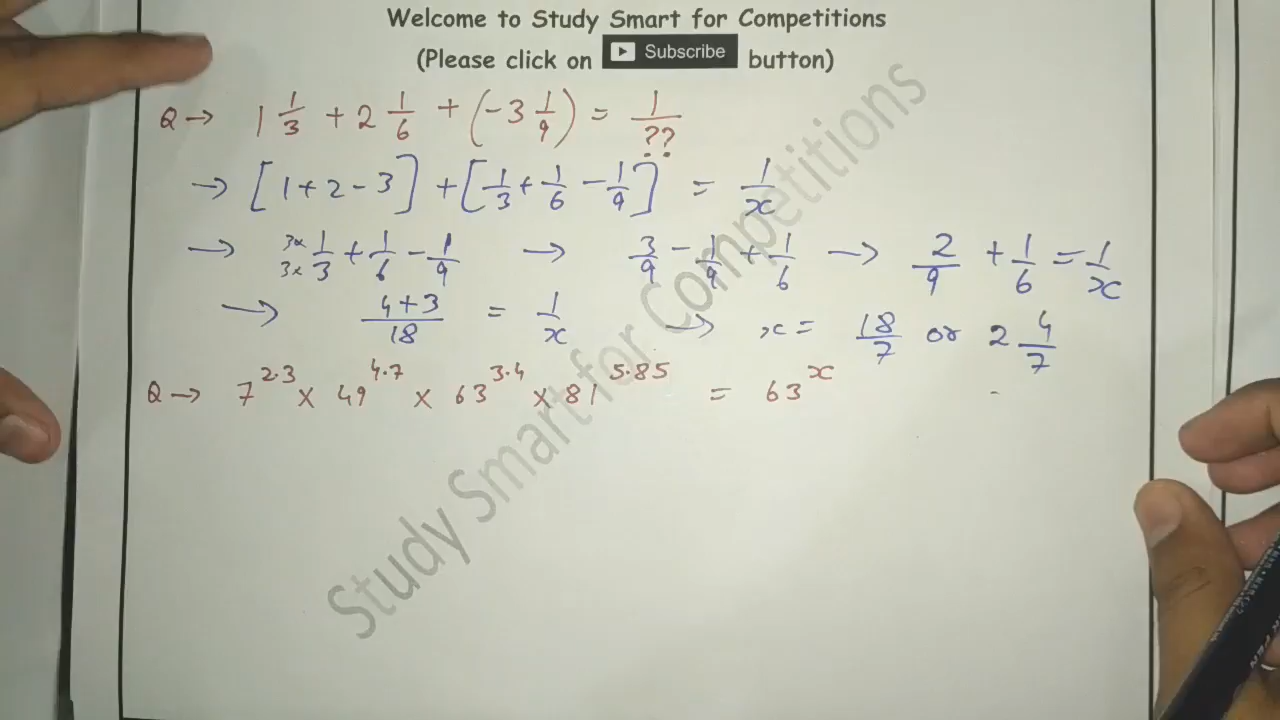 Welcome to Study Smart for Competitions
(Please click on Subscribe button)
Q → 1 1/3 + 2 1/6 + (-3 1/9) = 1/??
→ [1+2-3] + [1/3 + 1/6 - 1/9] = 1/x
→ 3x 1/3x 3 + 1/6 - 1/9 → 3/9 - 1/9 + 1/6 → 2/9 + 1/6 = 1/x
→ 4+3/18 = 1/x → x = 18/7 or 2 4/7
Q → 7^2.3 x 49^4.7 x 63^3.4 x 81^5.85 = 63^x
Study Smart for Competitions